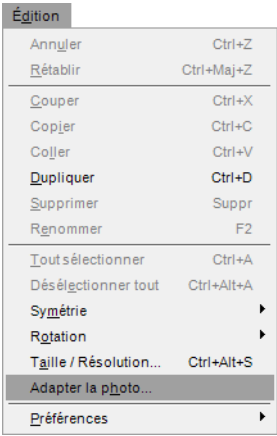 Édition
Annuler Ctrl+Z
Rétablir Ctrl+Maj+Z
Couper Ctrl+X
Copier Ctrl+C
Coller Ctrl+V
Dupliquer Ctrl+D
Supprimer Suppr
Renommer F2
Tout sélectionner Ctrl+A
Désélectionner tout Ctrl+Alt+A
Symétrie
Rotation
Taille / Résolution... Ctrl+Alt+S
Adapter la photo...
Préférences